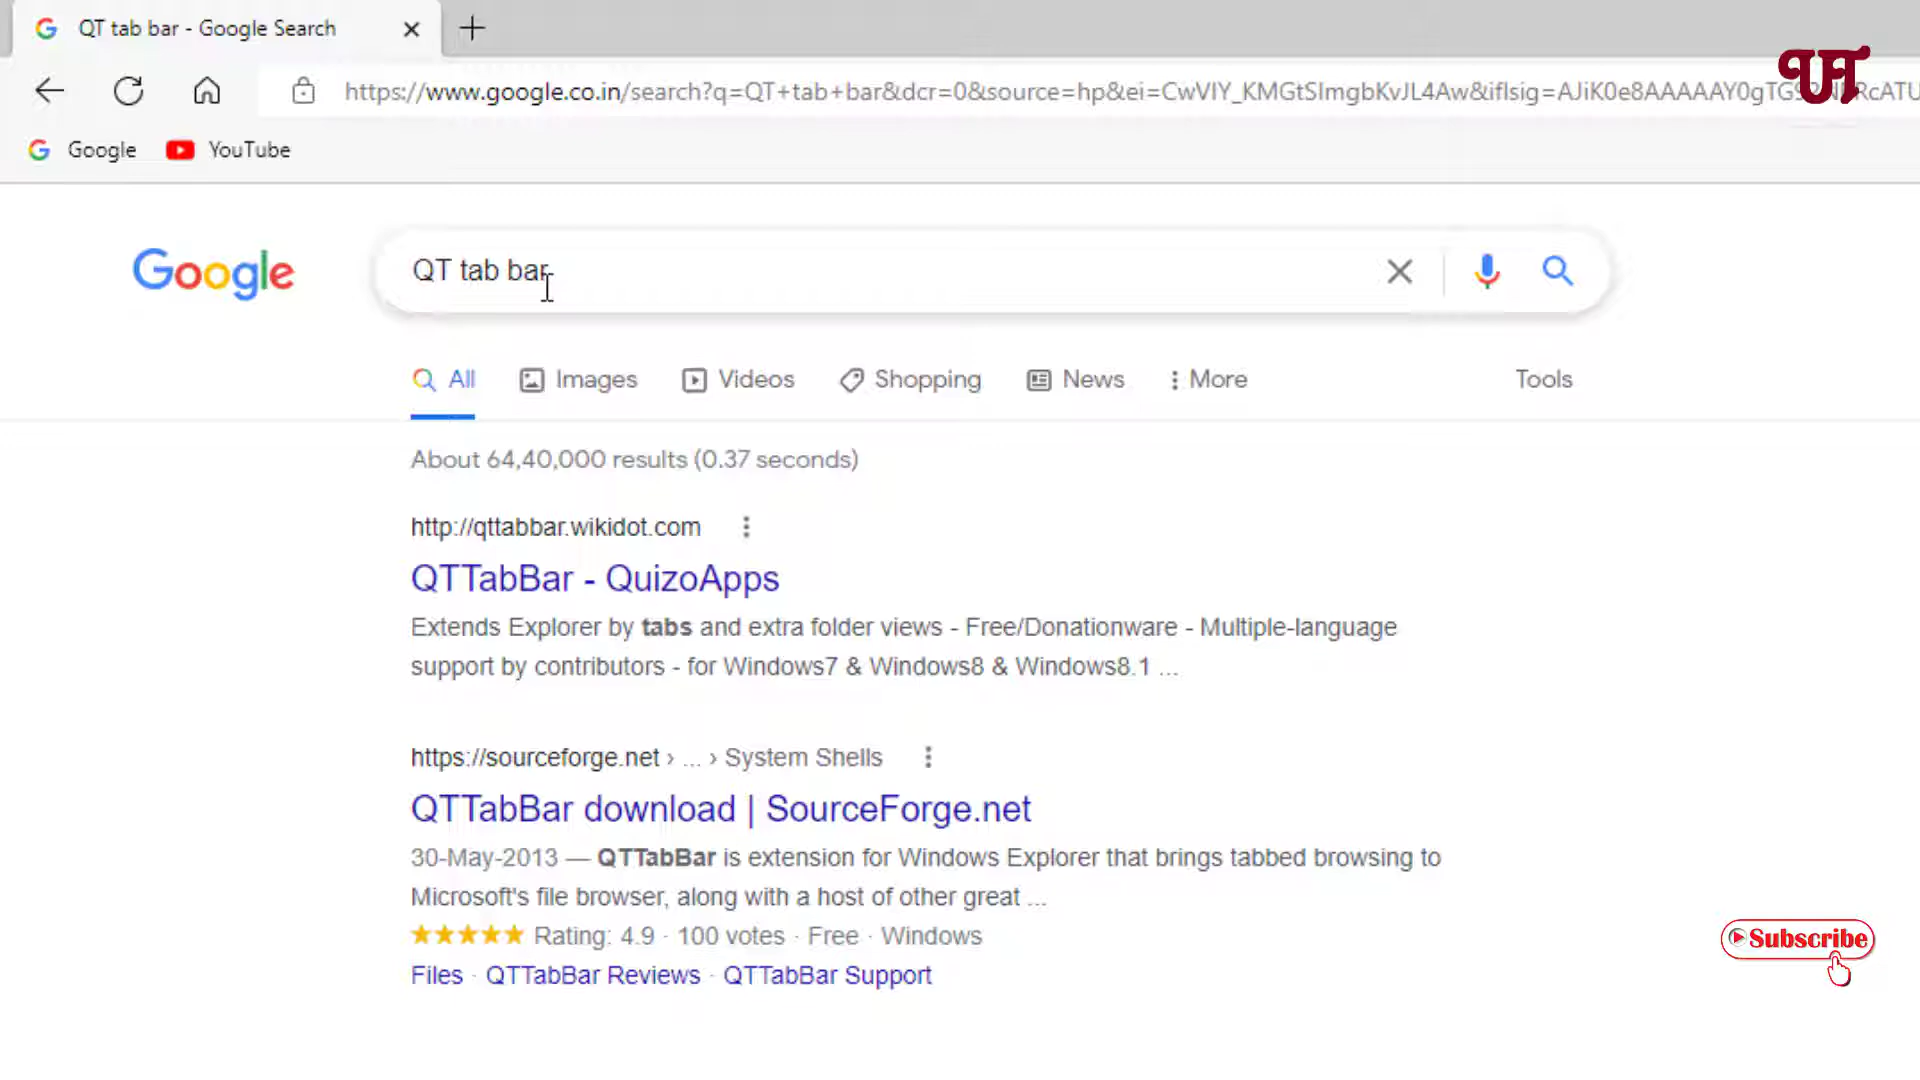 QT tab bar - Google Search
https://www.google.co.in/search?q=QT+tab+bar&dcr=0&source=hp&ei=CwVIY_KMGtSImgbKvJL4Aw&iflsig=AJiK0e8AAAAAY0gTGS
UT
Google YouTube
Google QT tab bar
All Images Videos Shopping News More Tools
About 64,40,000 results (0.37 seconds)
http://qttabbar.wikidot.com
QTTabBar - QuizoApps
Extends Explorer by tabs and extra folder views - Free/Donationware - Multiple-language
support by contributors - for Windows7 & Windows8 & Windows8.1 ...
https://sourceforge.net › ... › System Shells
QTTabBar download | SourceForge.net
30-May-2013 — QTTabBar is extension for Windows Explorer that brings tabbed browsing to
Microsoft's file browser, along with a host of other great ...
Rating: 4.9 · 100 votes · Free · Windows
Subscribe
Files · QTTabBar Reviews · QTTabBar Support